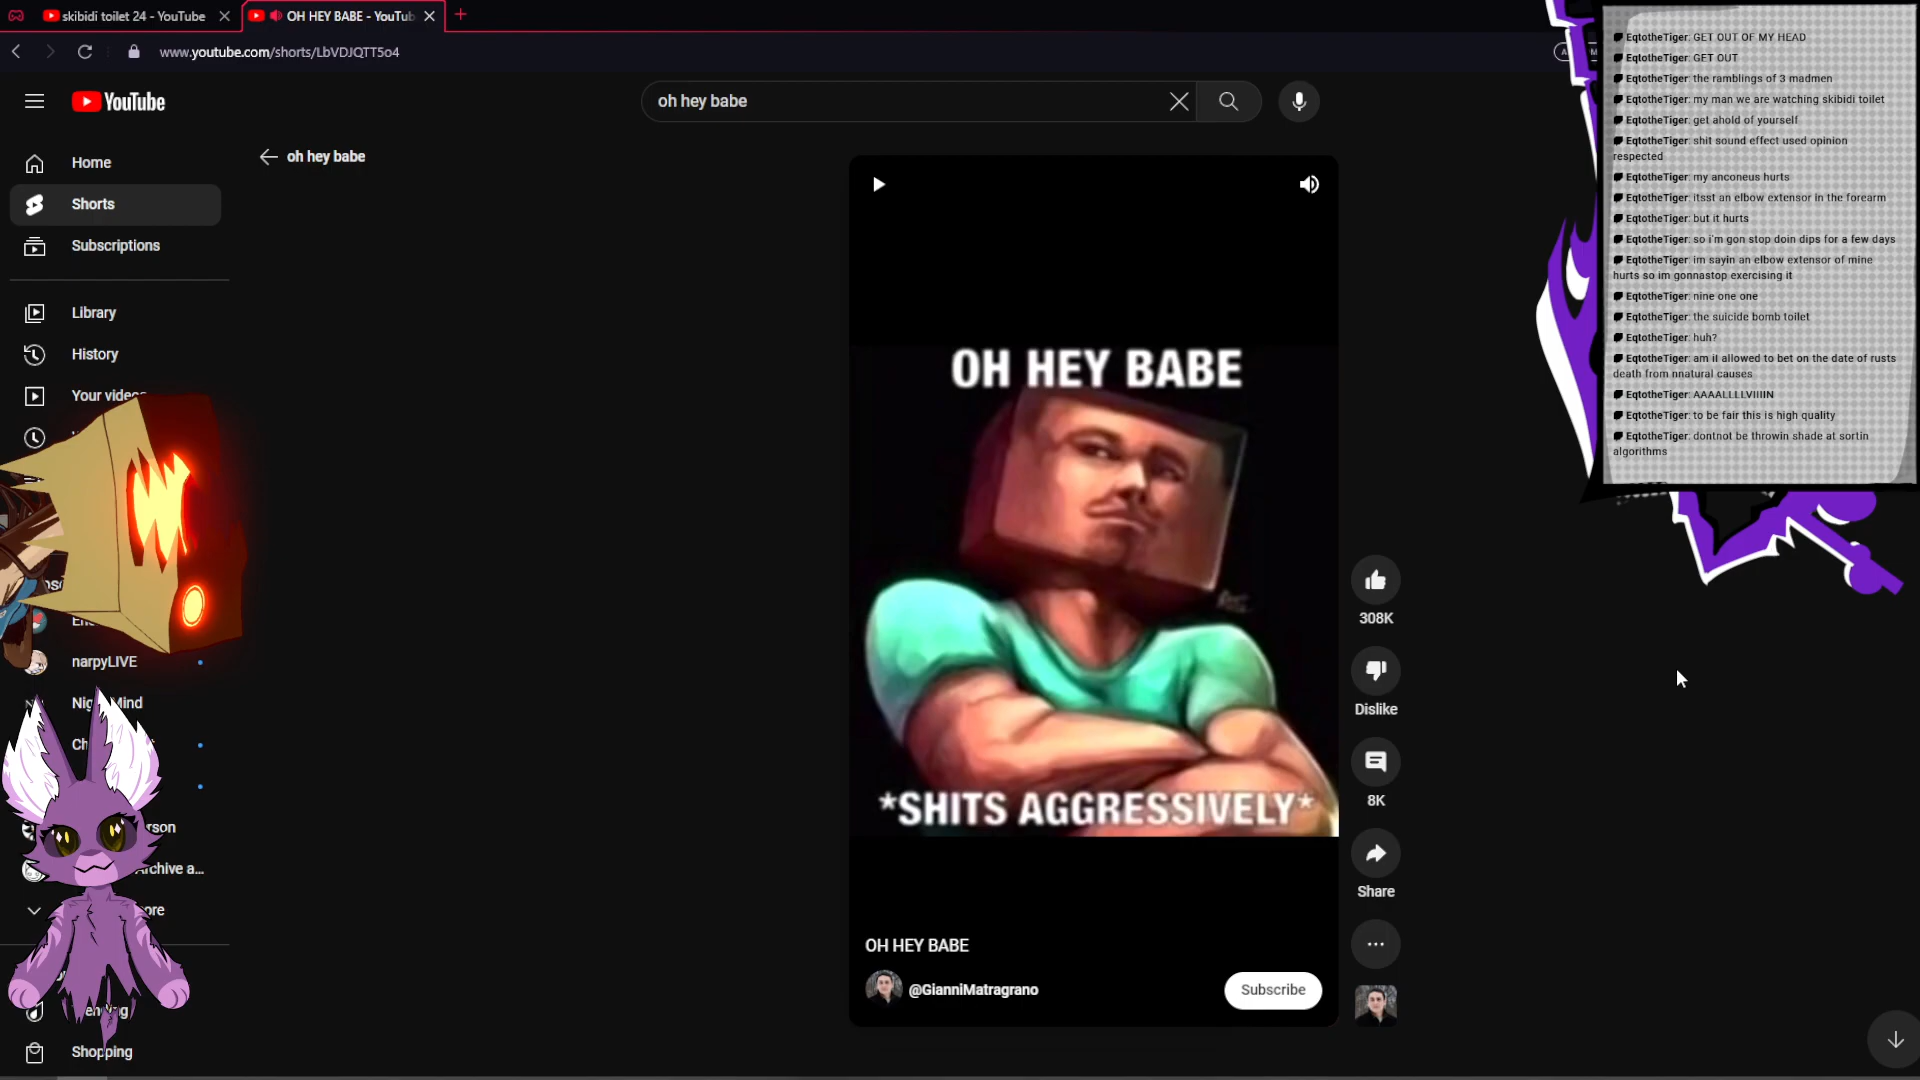 skibidi toilet 24 - YouTube
OH HEY BABE - YouTub
www.youtube.com/shorts/LbVDJQTT5o4
YouTube
oh hey babe
Home
Shorts
Subscriptions
Library
History
Your videos
narpyLIVE
Trending
Shopping
oh hey babe
OH HEY BABE
*SHITS AGGRESSIVELY*
OH HEY BABE
@GianniMatragrano
Subscribe
308K
Dislike
8K
Share
EqtotheTiger: GET OUT OF MY HEAD
EqtotheTiger: GET OUT
EqtotheTiger: the ramblings of 3 madmen
EqtotheTiger: my man we are watching skibidi toilet
EqtotheTiger: get ahold of yourself
EqtotheTiger: shit sound effect used opinion
respected
EqtotheTiger: my anconeus hurts
EqtotheTiger: itsst an elbow extensor in the forearm
EqtotheTiger: but it hurts
EqtotheTiger: so i'm gon stop doin dips for a few days
EqtotheTiger: im sayin an elbow extensor of mine
hurts so im gonnastop exercising it
EqtotheTiger: nine one one
EqtotheTiger: the suicide bomb toilet
EqtotheTiger: huh?
EqtotheTiger: am iI allowed to bet on the date of rusts
death from nnatural causes
EqtotheTiger: AAAALLLLVIIIIN
EqtotheTiger: to be fair this is high quality
EqtotheTiger: dontnot be throwin shade at sortin
algorithms